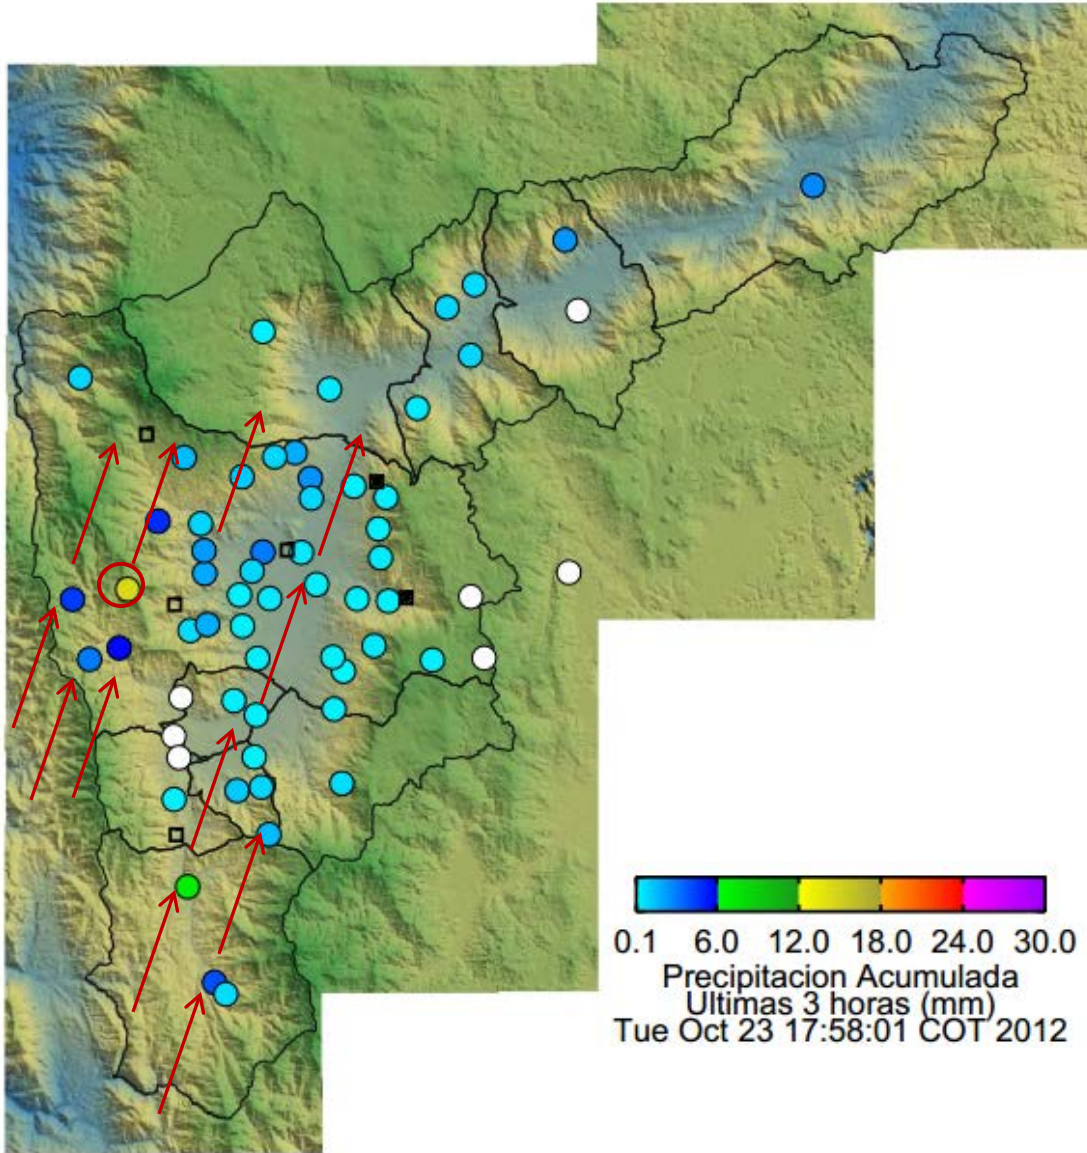 0.1 6.0 12.0 18.0 24.0 30.0
Precipitacion Acumulada
Ultimas 3 horas (mm)
Tue Oct 23 17:58:01 COT 2012